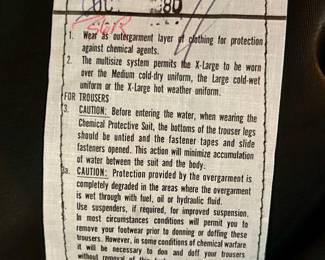 OCT 1980
1. Wear as outergarment layer of clothing for protection
against chemical agents.
2. The multisize system permits the X-Large to be worn
over the Medium cold-dry uniform, the Large cold-wet
uniform or the X-Large hot weather uniform.
FOR TROUSERS
3. CAUTION: Before entering the water, when wearing the
Chemical Protective Suit, the bottoms of the trouser legs
should be untied and the fastener tapes and slide
fasteners opened. This action will minimize accumulation
of water between the suit and the body.
3a. CAUTION: Protection provided by the overgarment is
completely degraded in the areas where the overgarment
is wet through with fuel, oil or hydraulic fluid.
Use suspenders, if required, for improved suspension.
In most circumstances conditions will permit you to
remove your footwear prior to donning or doffing these
trousers. However, in some conditions of chemical warfare
it will be necessary to don and doff your trousers
without removal of